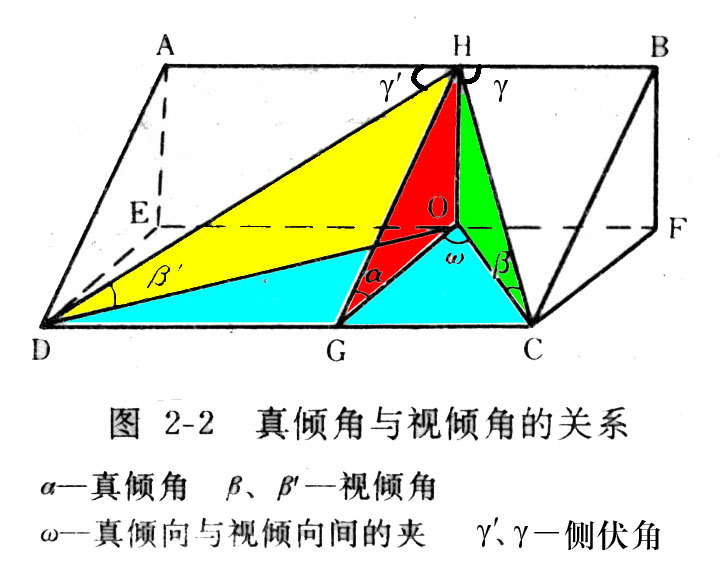 A H B
γ′ γ
E O F
ω
β′ α β
D G C
图 2-2 真倾角与视倾角的关系
α—真倾角 β、β′—视倾角
ω—真倾向与视倾向间的夹 γ′、γ—侧伏角